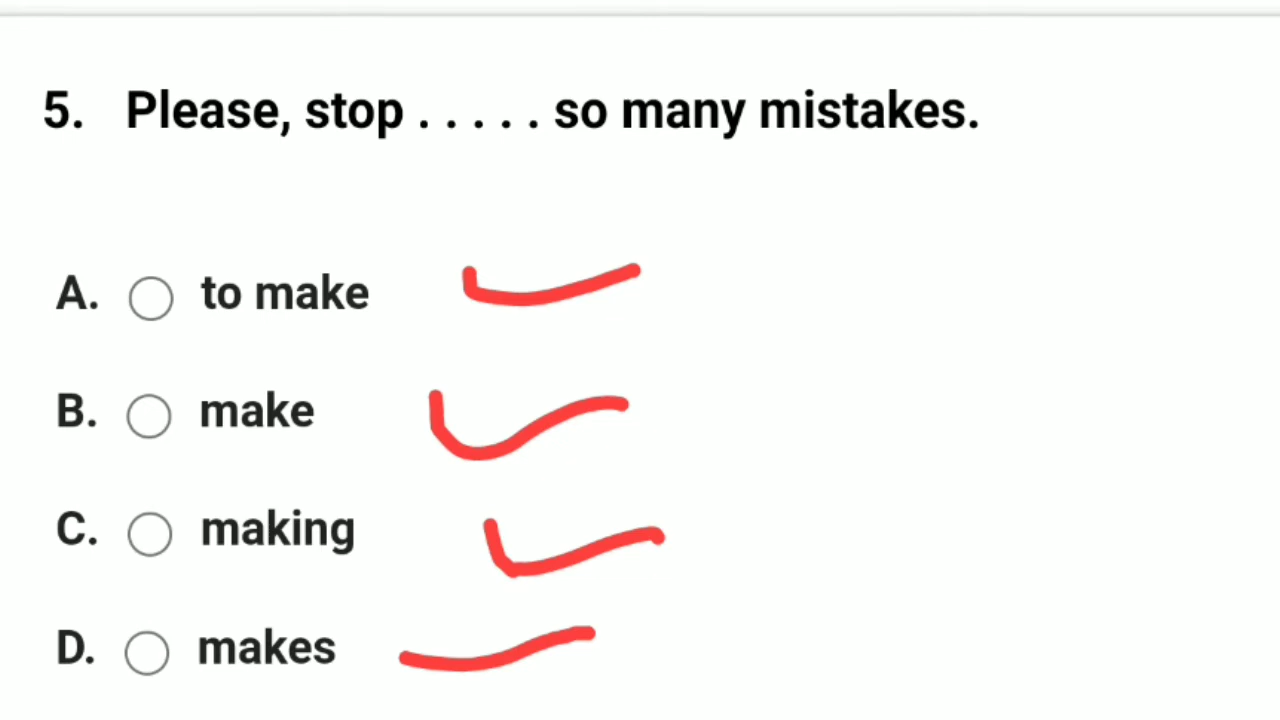 5. Please, stop . . . . . so many mistakes.
A. to make
B. make
C. making
D. makes